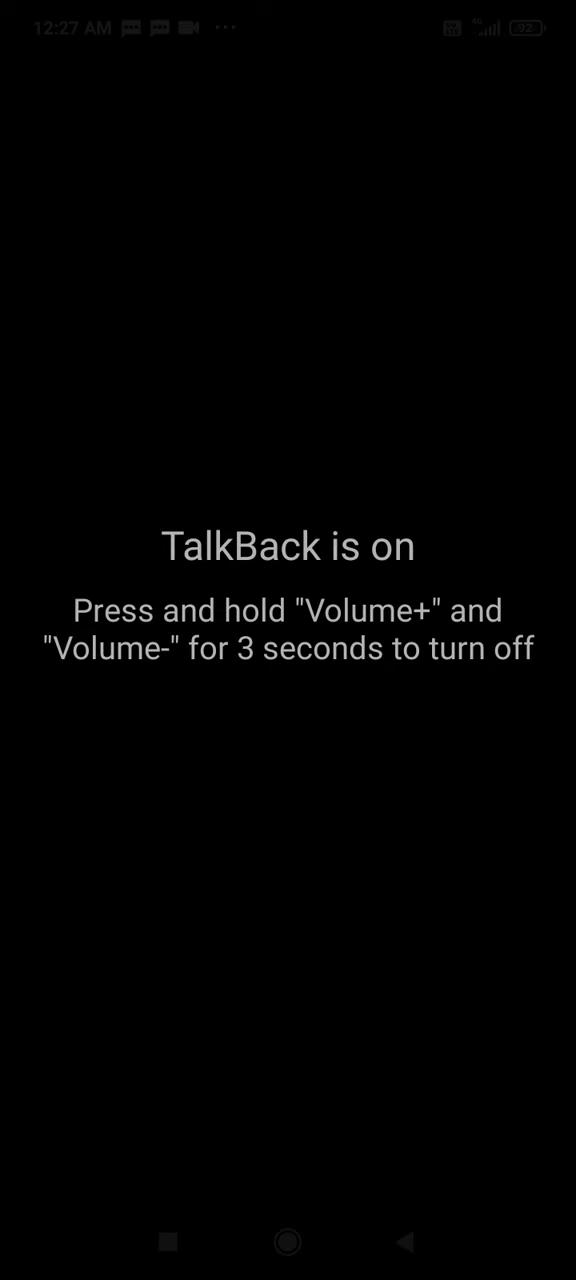 12:27 AM 4G 92
TalkBack is on
Press and hold "Volume+" and
"Volume-" for 3 seconds to turn off